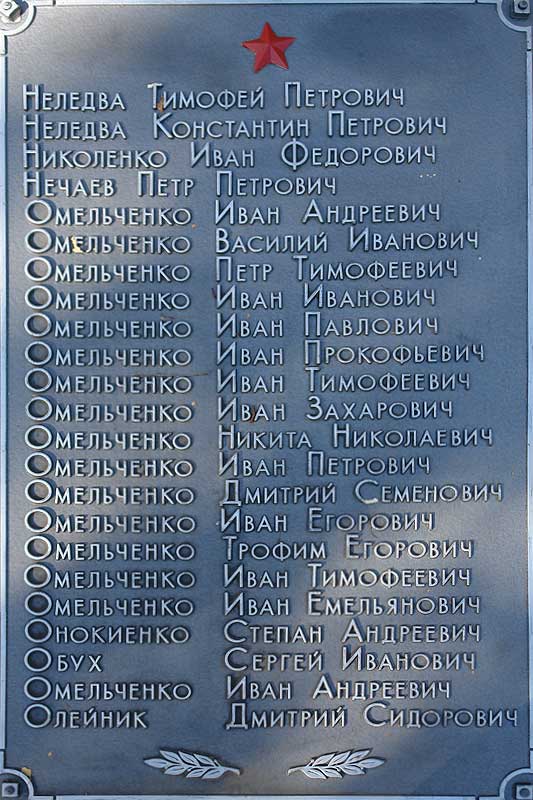 Неледва Тимофей Петрович
Неледва Константин Петрович
Николенко Иван Федорович
Нечаев Петр Петрович
Омельченко Иван Андреевич
Омельченко Василий Иванович
Омельченко Петр Тимофеевич
Омельченко Иван Иванович
Омельченко Иван Павлович
Омельченко Иван Прокофьевич
Омельченко Иван Тимофеевич
Омельченко Иван Захарович
Омельченко Никита Николаевич
Омельченко Иван Петрович
Омельченко Дмитрий Семенович
Омельченко Иван Егорович
Омельченко Трофим Егорович
Омельченко Иван Тимофеевич
Омельченко Иван Емельянович
Онокиенко Степан Андреевич
Обух Сергей Иванович
Омельченко Иван Андреевич
Олейник Дмитрий Сидорович